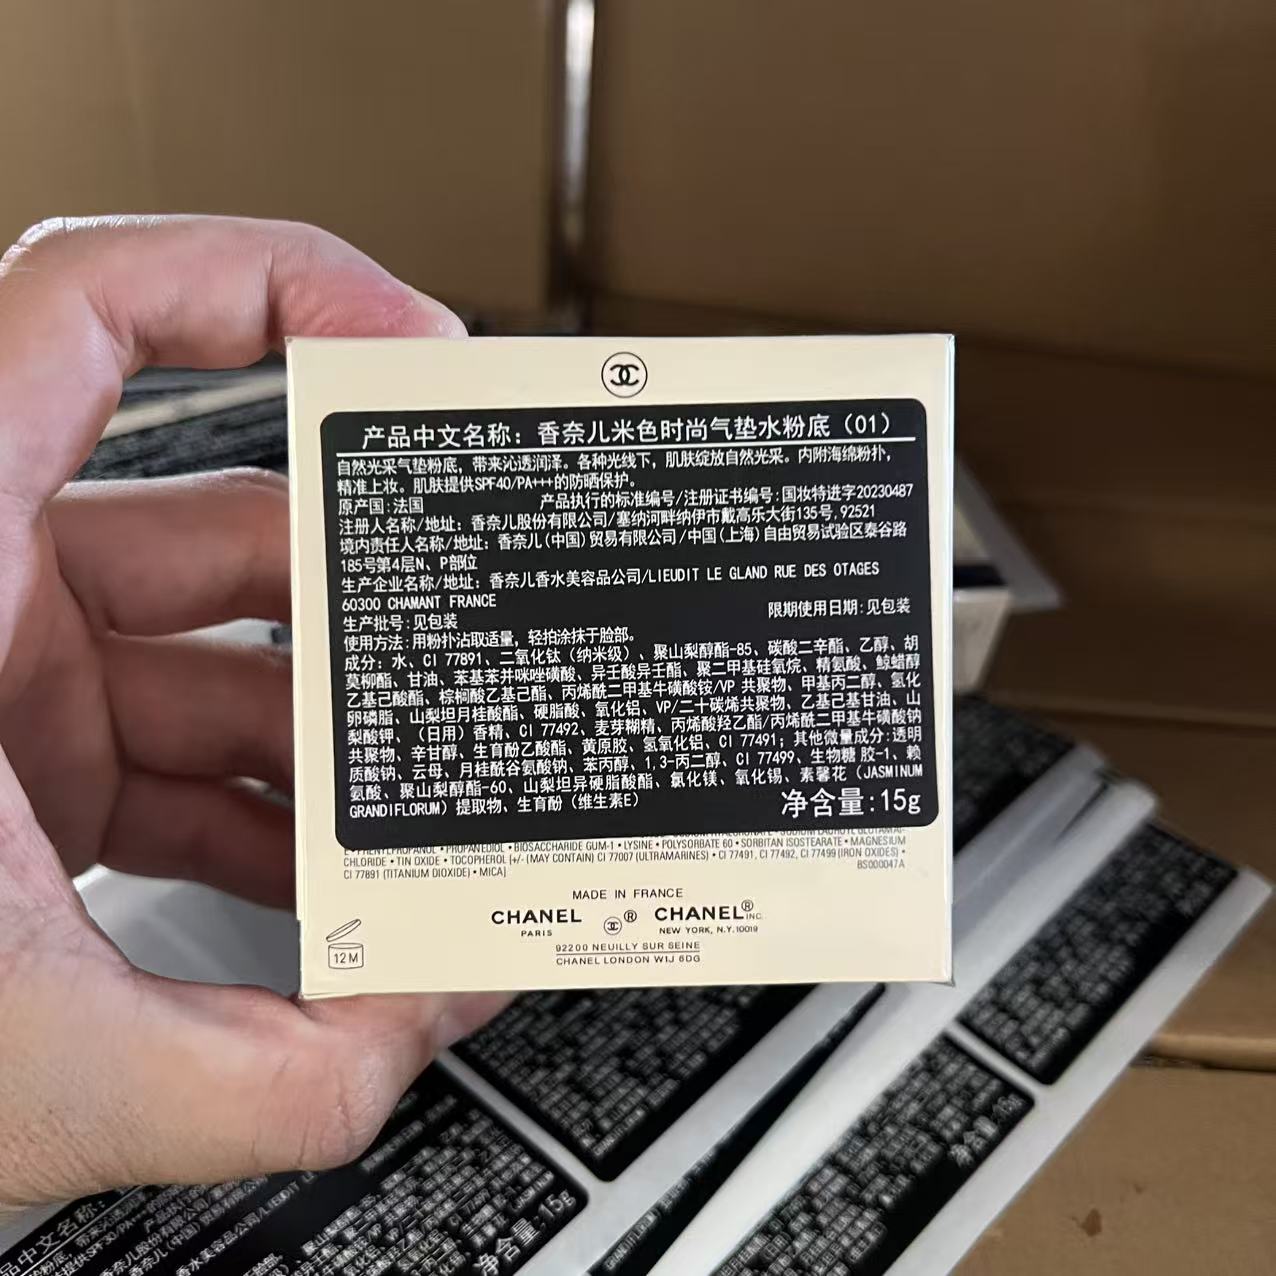 产品中文名称：香奈儿米色时尚气垫水粉底（01）
自然光采气垫粉底，带来沁透润泽。各种光线下，肌肤绽放自然光采。内附海绵粉扑，
精准上妆。肌肤提供SPF40/PA+++的防晒保护。
原产国：法国 产品执行的标准编号/注册证书编号：国妆特进字20230487
注册人名称/地址：香奈儿股份有限公司/塞纳河畔纳伊市戴高乐大街135号,92521
境内责任人名称/地址：香奈儿(中国)贸易有限公司/中国(上海)自由贸易试验区泰谷路
185号第4层N、P部位
生产企业名称/地址：香奈儿香水美容品公司/LIEUDIT LE GLAND RUE DES OTAGES
60300 CHAMANT FRANCE
生产批号：见包装 限期使用日期：见包装
使用方法：用粉扑沾取适量，轻拍涂抹于脸部。
成分：水、CI 77891、二氧化钛（纳米级）、聚山梨醇酯-85、碳酸二辛酯、乙醇、胡
莫柳酯、甘油、苯基苯并咪唑磺酸、异壬酸异壬酯、聚二甲基硅氧烷、精氨酸、鲸蜡醇
乙基己酸酯、棕榈酸乙基己酯、丙烯酰二甲基牛磺酸铵/VP 共聚物、甲基丙二醇、氢化
卵磷脂、山梨坦月桂酸酯、硬脂酸、氧化铝、VP/二十碳烯共聚物、乙基己基甘油、山
梨酸钾、（日用）香精、CI 77492、麦芽糊精、丙烯酸羟乙酯/丙烯酰二甲基牛磺酸钠
共聚物、辛甘醇、生育酚乙酸酯、黄原胶、氢氧化铝、CI 77491；其他微量成分：透明
质酸钠、云母、月桂酰谷氨酸钠、苯丙醇、1,3-丙二醇、CI 77499、生物糖 胶-1、赖
氨酸、聚山梨醇酯-60、山梨坦异硬脂酸酯、氯化镁、氧化锡、素馨花（JASMINUM
GRANDIFLORUM）提取物、生育酚（维生素E） 净含量：15g
PROPANEDIOL • BIOSACCHARIDE GUM-1 • LYSINE • POLYSORBATE 60 • SORBITAN ISOSTEARATE • MAGNESIUM
CHLORIDE • TIN OXIDE • TOCOPHEROL [+/- (MAY CONTAIN) CI 77007 (ULTRAMARINES) • CI 77491, CI 77492, CI 77499 (IRON OXIDES) •
CI 77891 (TITANIUM DIOXIDE) • MICA] BS000047A
MADE IN FRANCE
CHANEL ® CHANEL® INC.
PARIS NEW YORK, N.Y. 10019
92200 NEUILLY SUR SEINE
CHANEL LONDON W1J 6DG
12 M
净含量：15g
净含量：15g